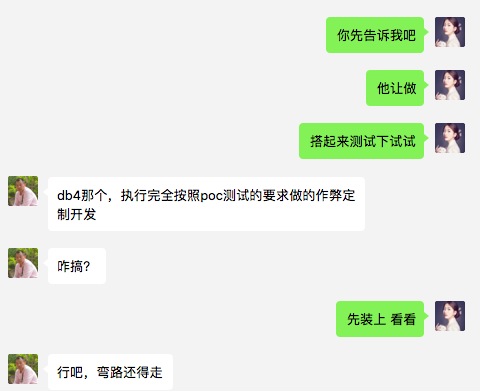 你先告诉我吧
他让做
搭起来测试下试试
db4那个，执行完全按照poc测试的要求做的作弊定
制开发
咋搞？
先装上 看看
行吧，弯路还得走